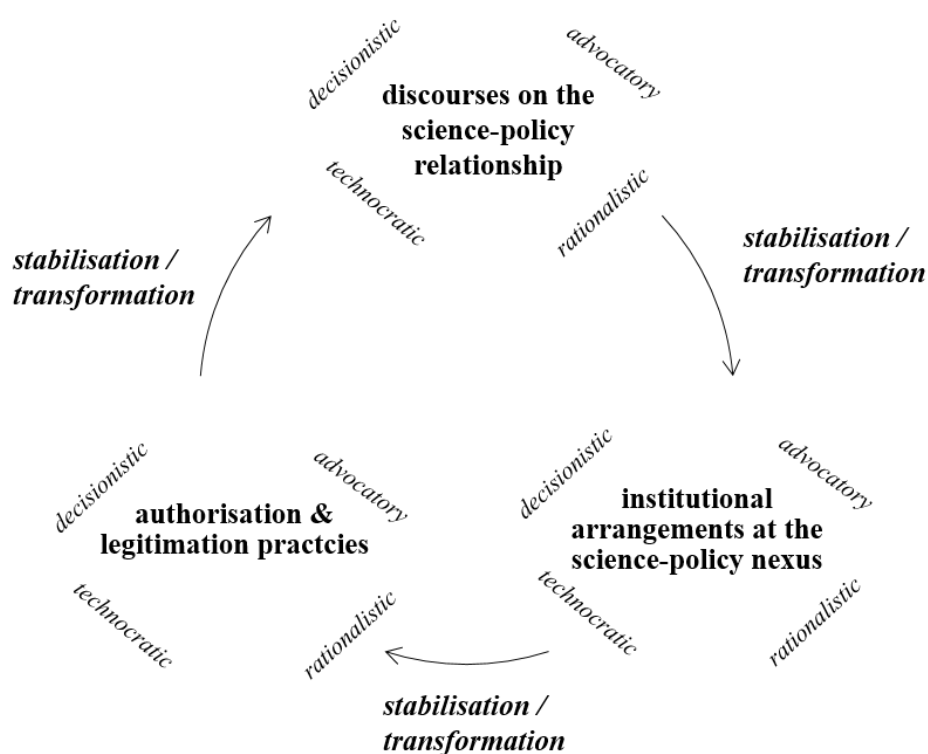 decisionistic
advocatory
discourses on the
science-policy
relationship
technocratic
rationalistic
stabilisation /
transformation
stabilisation /
transformation
decisionistic
advocatory
authorisation &
legitimation practcies
technocratic
rationalistic
decisionistic
advocatory
institutional
arrangements at the
science-policy nexus
technocratic
rationalistic
stabilisation /
transformation